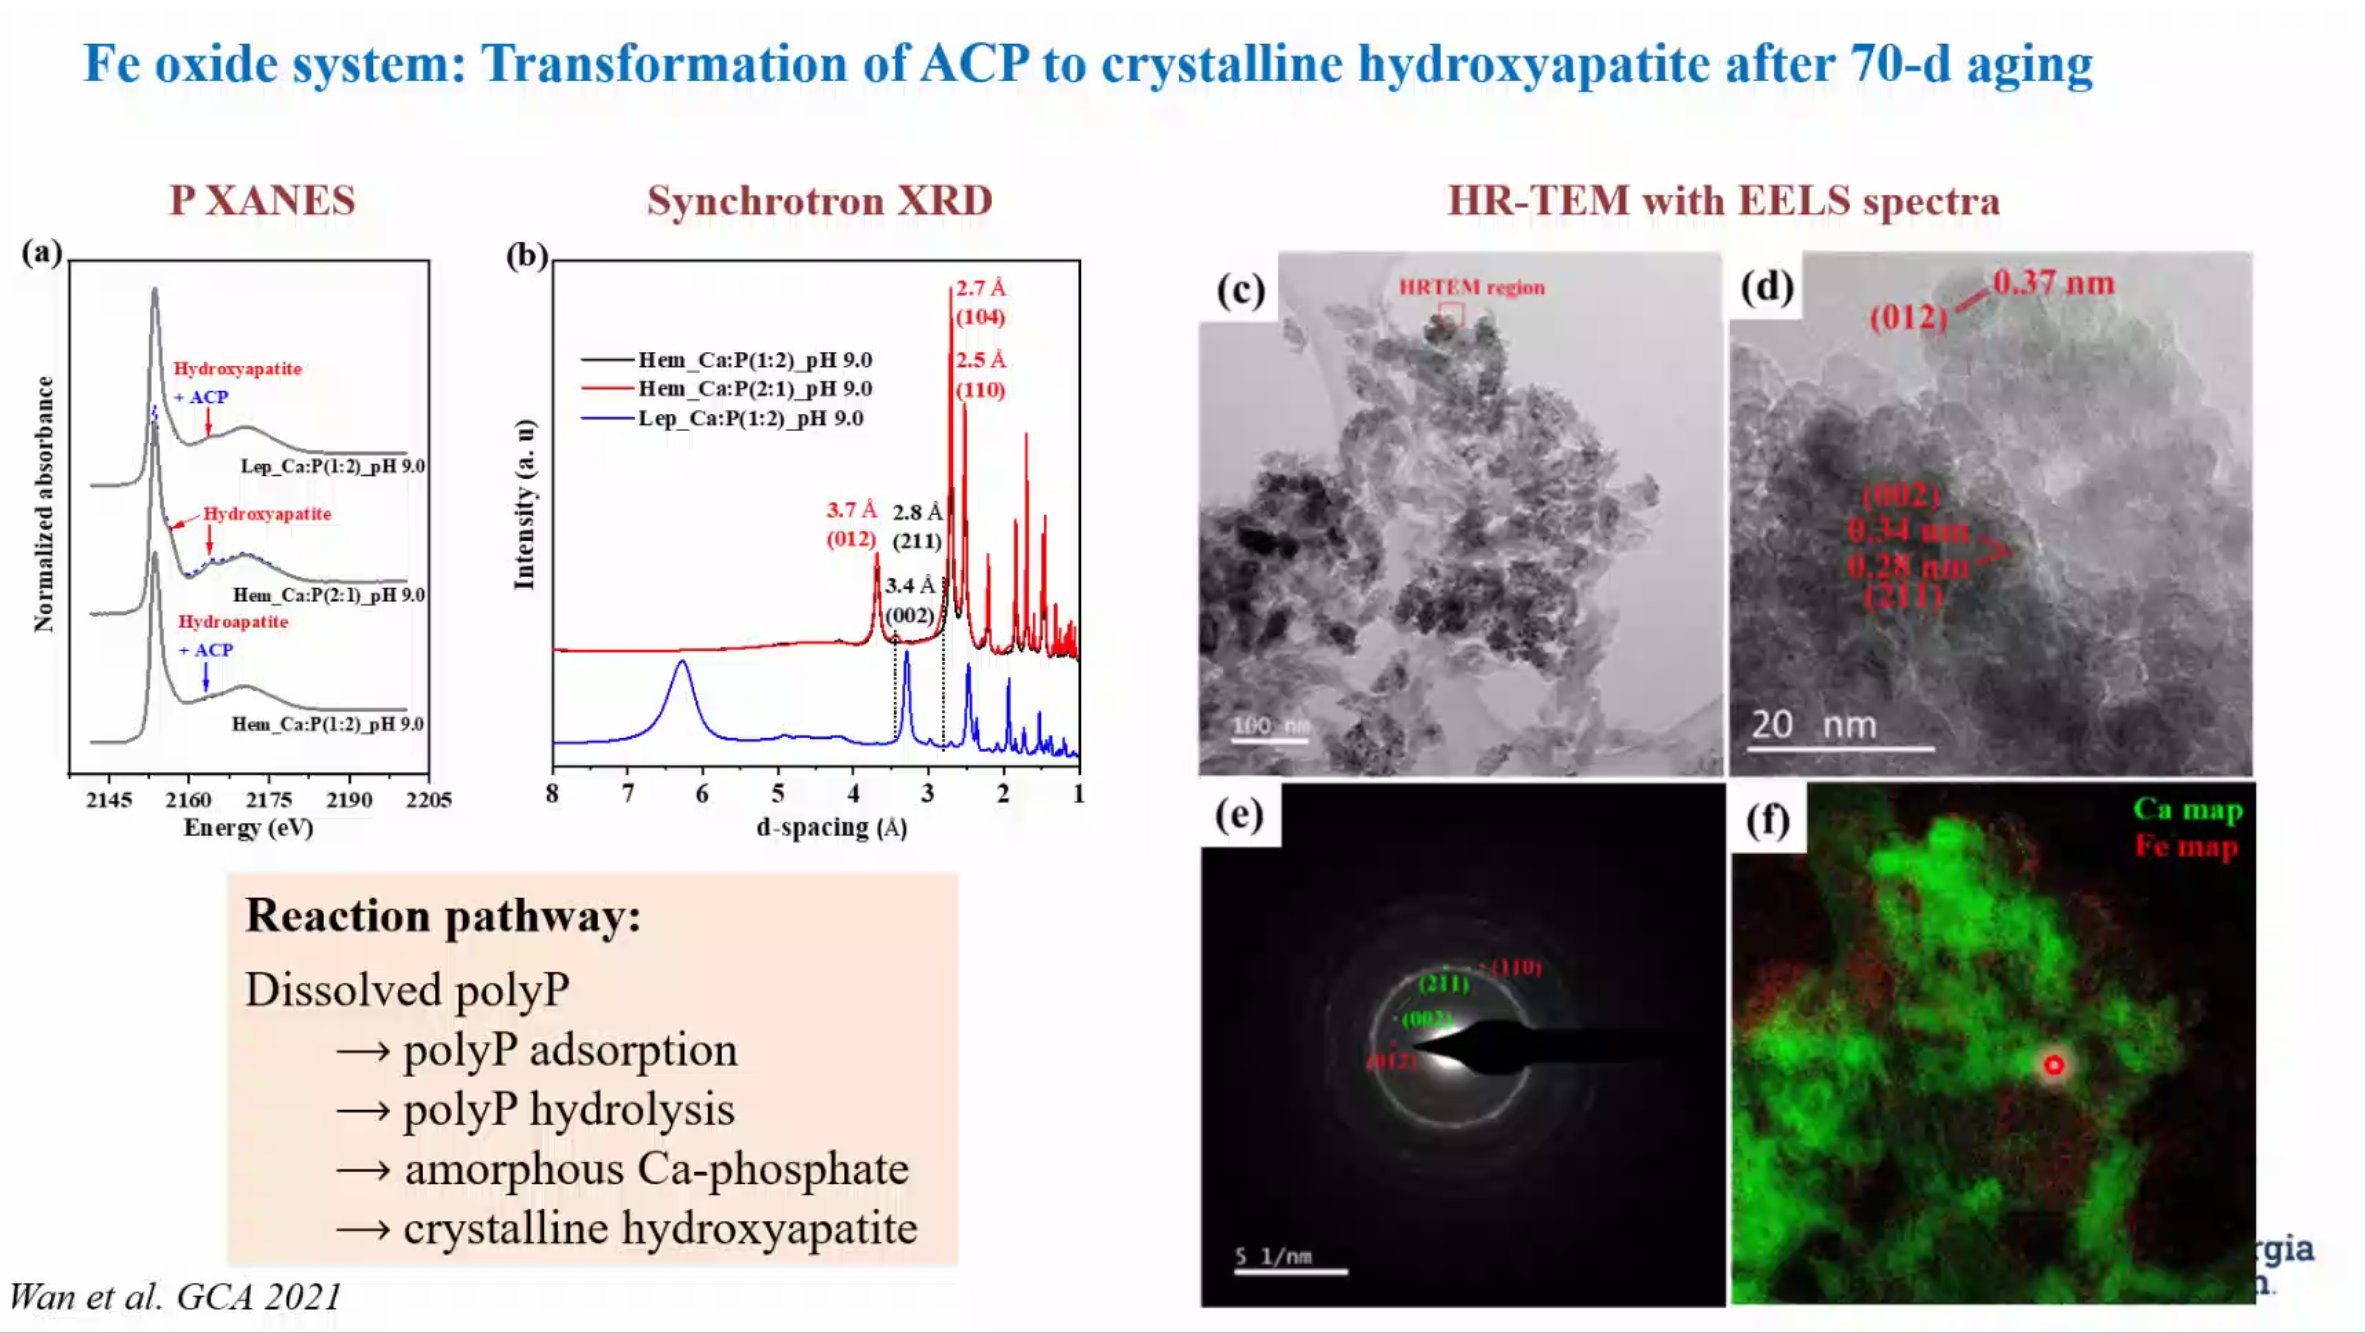 Fe oxide system: Transformation of ACP to crystalline hydroxyapatite after 70-d aging
P XANES
Synchrotron XRD
HR-TEM with EELS spectra
(a)
Normalized absorbance
Hydroxyapatite
+ ACP
Lep_Ca:P(1:2)_pH 9.0
Hydroxyapatite
Hem_Ca:P(2:1)_pH 9.0
Hydroapatite
+ ACP
Hem_Ca:P(1:2)_pH 9.0
2145 2160 2175 2190 2205
Energy (eV)
(b)
Intensity (a. u)
Hem_Ca:P(1:2)_pH 9.0
Hem_Ca:P(2:1)_pH 9.0
Lep_Ca:P(1:2)_pH 9.0
2.7 Å
(104)
2.5 Å
(110)
3.7 Å
(012)
2.8 Å
(211)
3.4 Å
(002)
8 7 6 5 4 3 2 1
d-spacing (Å)
(c)
HRTEM region
100 nm
(d)
0.37 nm
(012)
(002)
0.34 nm
0.28 nm
(211)
20 nm
(e)
(110)
(211)
(002)
(012)
5 1/nm
(f)
Ca map
Fe map
Reaction pathway:
Dissolved polyP
→ polyP adsorption
→ polyP hydrolysis
→ amorphous Ca-phosphate
→ crystalline hydroxyapatite
Wan et al. GCA 2021
rgia